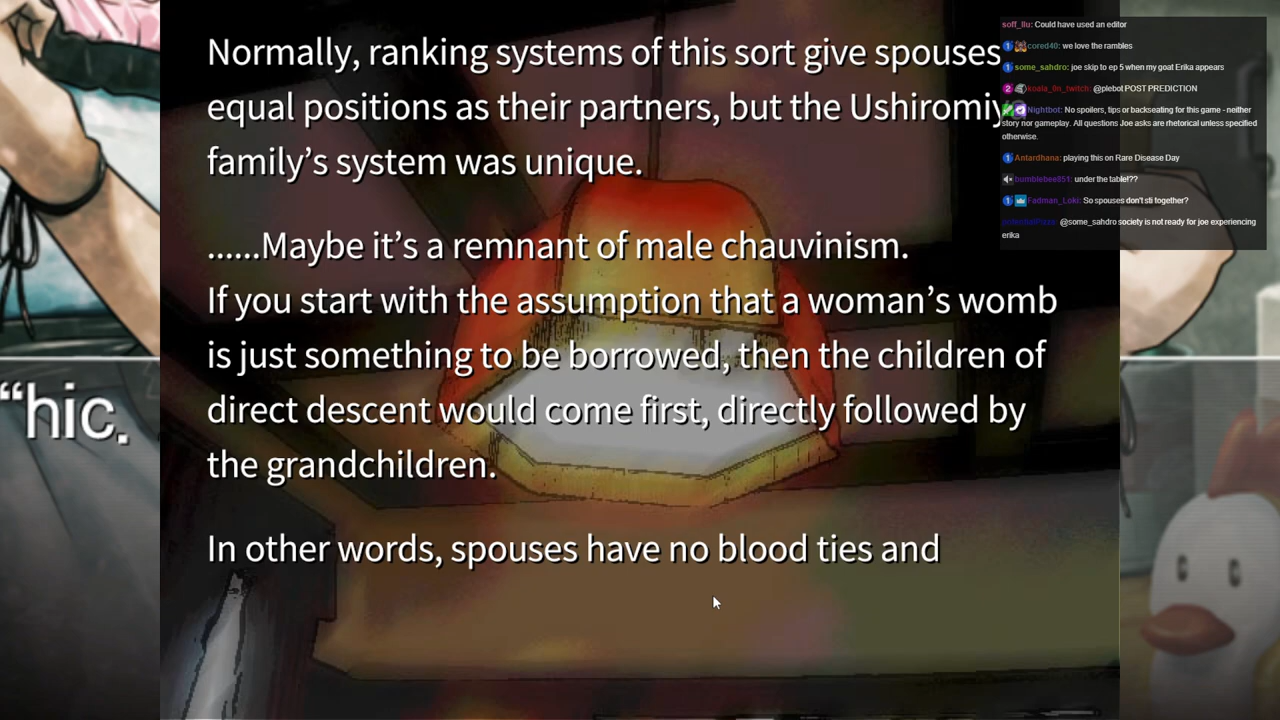 Normally, ranking systems of this sort give spouses
equal positions as their partners, but the Ushiromiy
family's system was unique.
......Maybe it's a remnant of male chauvinism.
If you start with the assumption that a woman's womb
is just something to be borrowed, then the children of
direct descent would come first, directly followed by
the grandchildren.
In other words, spouses have no blood ties and
“hic.
soff_llu: Could have used an editor
cored40: we love the rambles
some_sahdro: joe skip to ep 5 when my goat Erika appears
koala_0n_twitch: @plebot POST PREDICTION
Nightbot: No spoilers, tips or backseating for this game - neither
story nor gameplay. All questions Joe asks are rhetorical unless specified
otherwise.
Antardhana: playing this on Rare Disease Day
bumblebee851: under the table!??
Fadman_Loki: So spouses don't sti together?
@some_sahdro society is not ready for joe experiencing
erika